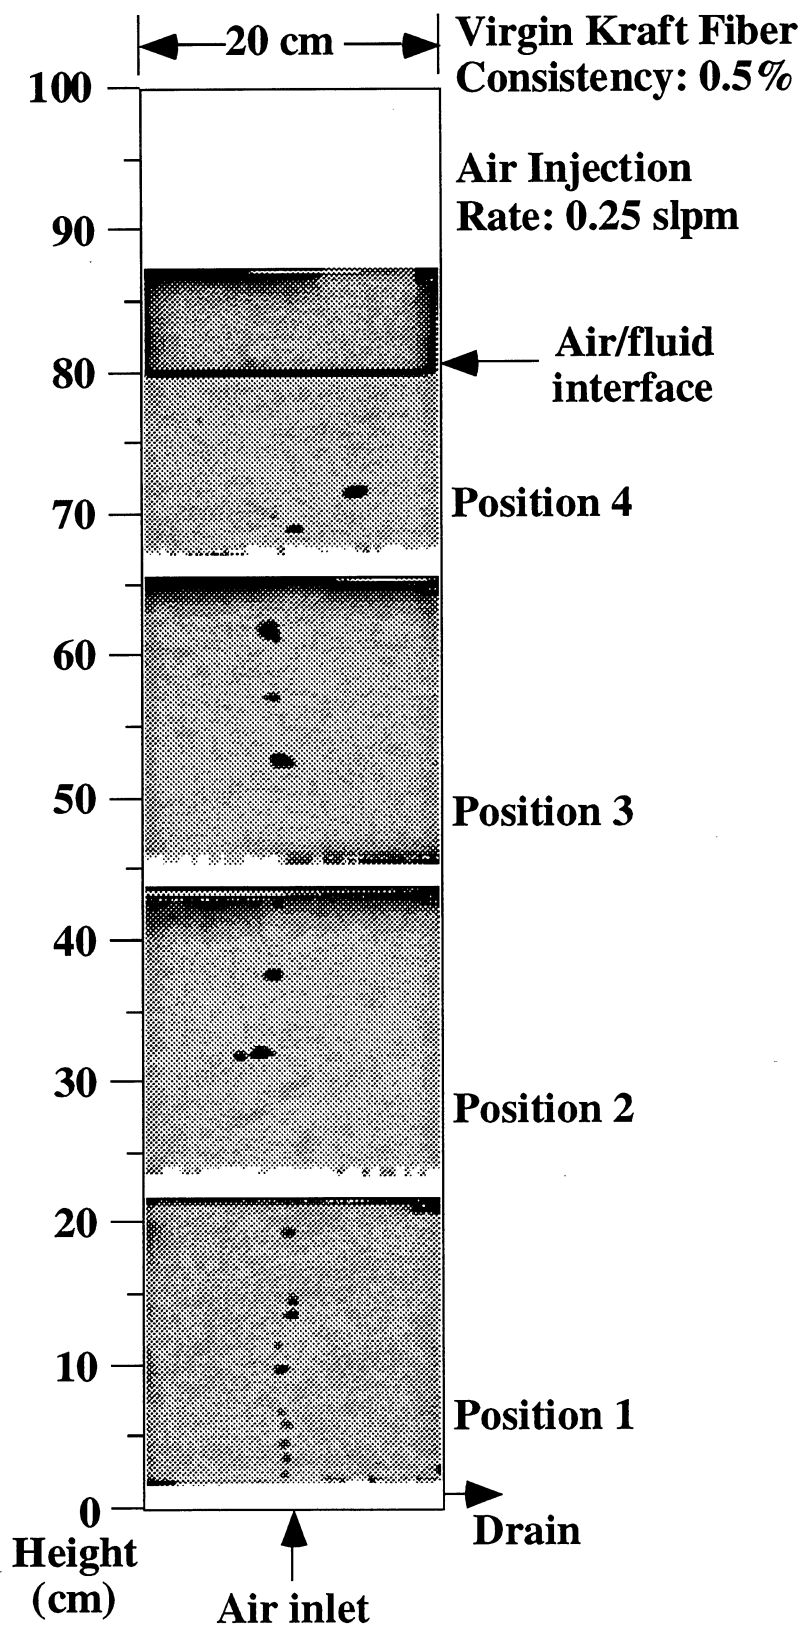 20 cm
Virgin Kraft Fiber
Consistency: 0.5%
100
Air Injection
Rate: 0.25 slpm
90
Air/fluid
interface
80
Position 4
70
60
Position 3
50
40
30
Position 2
20
10
Position 1
0
Drain
Height
(cm)
Air inlet